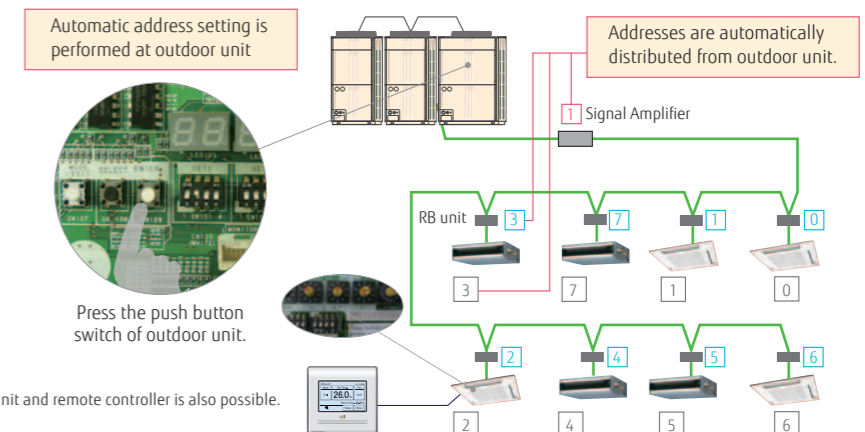 Automatic address setting is
performed at outdoor unit
Addresses are automatically
distributed from outdoor unit.
1 Signal Amplifier
SELECT ENTER
RB unit 3 7 1 0
3 7 1 0
Press the push button
switch of outdoor unit.
2 4 5 6
nit and remote controller is also possible.
26.0
2 4 5 6